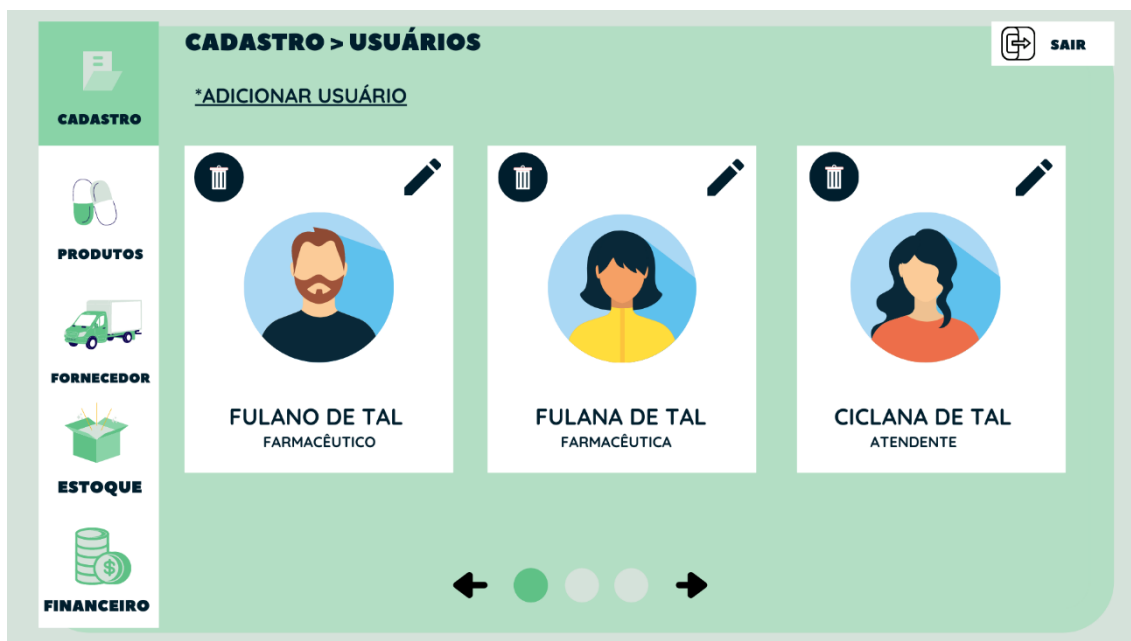 CADASTRO > USUÁRIOS
SAIR
*ADICIONAR USUÁRIO
CADASTRO
PRODUTOS
FORNECEDOR
ESTOQUE
FINANCEIRO
FULANO DE TAL
FARMACÊUTICO
FULANA DE TAL
FARMACÊUTICA
CICLANA DE TAL
ATENDENTE
$